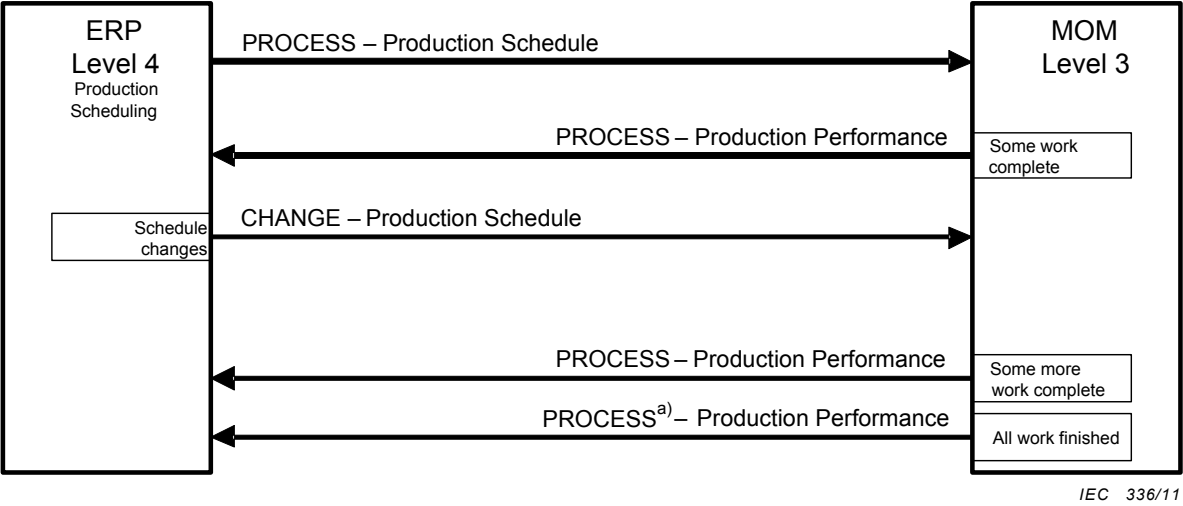 ERP
Level 4
Production
Scheduling
MOM
Level 3
PROCESS – Production Schedule
PROCESS – Production Performance
Some work
complete
Schedule
changes
CHANGE – Production Schedule
PROCESS – Production Performance
Some more
work complete
PROCESSa) – Production Performance
All work finished
IEC 336/11